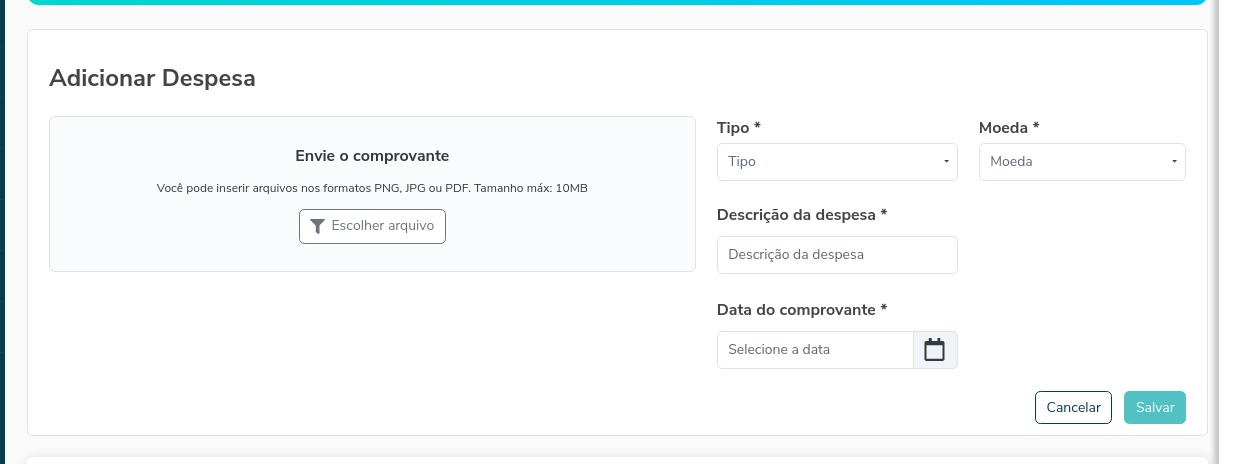 Adicionar Despesa
Envie o comprovante
Você pode inserir arquivos nos formatos PNG, JPG ou PDF. Tamanho máx: 10MB
Escolher arquivo
Tipo *
Moeda *
Tipo
Moeda
Descrição da despesa *
Descrição da despesa
Data do comprovante *
Selecione a data
Cancelar
Salvar